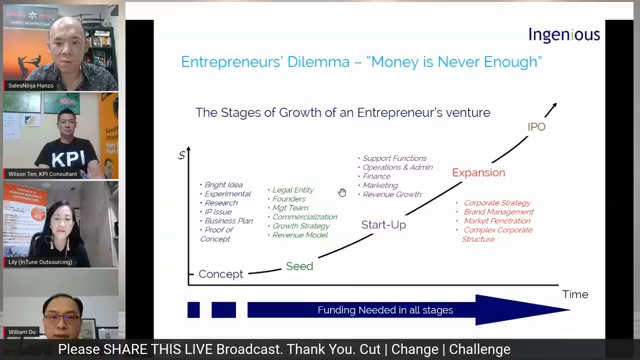 Ingenious
Entrepreneurs' Dilemma – "Money is Never Enough"
The Stages of Growth of an Entrepreneur's venture
$
• Bright Idea
• Experimental
• Research
• IP Issue
• Business Plan
• Proof of
Concept
• Legal Entity
• Founders
• Mgt Team
• Commercialization
• Growth Strategy
• Revenue Model
• Support Functions
• Operations & Admin
• Finance
• Marketing
• Revenue Growth
• Corporate Strategy
• Brand Management
• Market Penetration
• Complex Corporate
Structure
Concept
Seed
Start-Up
Expansion
IPO
Time
Funding Needed in all stages
SalesNinja Hanzo
KPI
Wilson Ten, KPI Consultant
Lily (InTune Outsourcing)
William Du
Please SHARE THIS LIVE Broadcast. Thank You. Cut | Change | Challenge